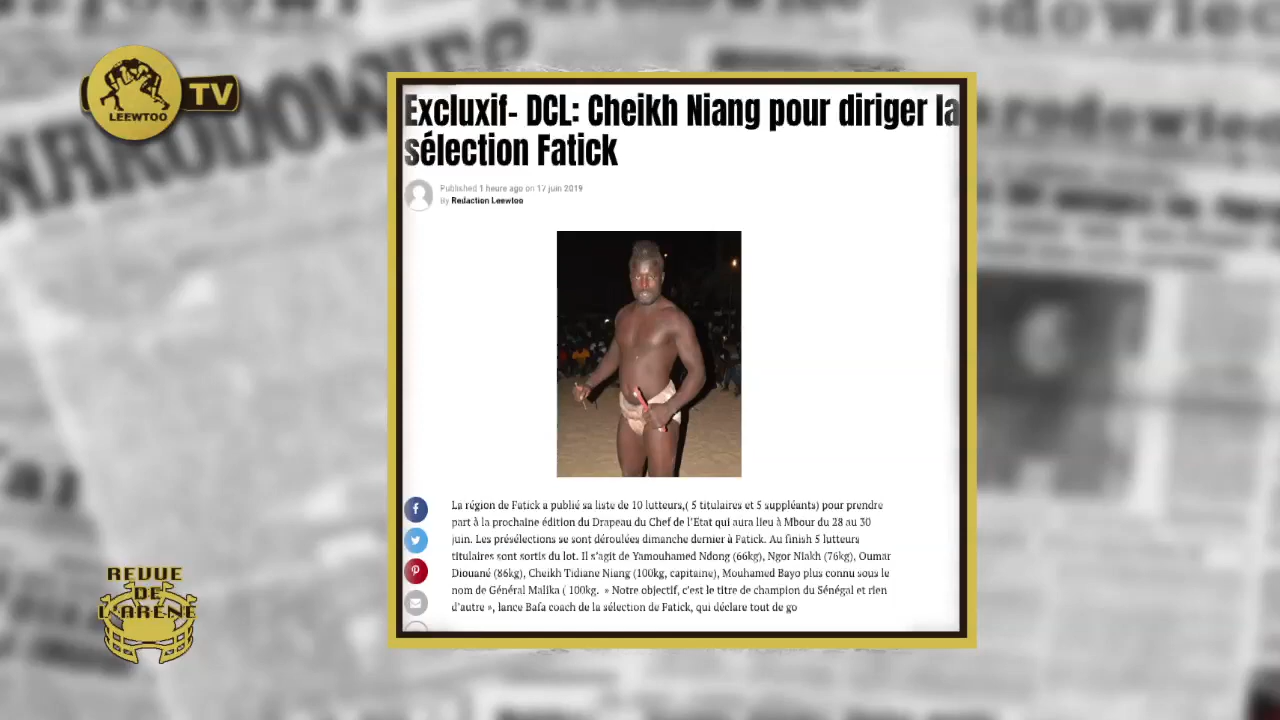 LEEWTOO
TV
Excluxif- DCL: Cheikh Niang pour diriger la
sélection Fatick
Published 1 heure ago on 17 juin 2019
By Redaction Leewtoo
La région de Fatick a publié sa liste de 10 lutteurs,( 5 titulaires et 5 suppléants) pour prendre
part à la prochaine édition du Drapeau du Chef de l'Etat qui aura lieu à Mbour du 28 au 30
juin. Les présélections se sont déroulées dimanche dernier à Fatick. Au finish 5 lutteurs
titulaires sont sortis du lot. Il s'agit de Yamouhamed Ndong (66kg), Ngor Niakh (76kg), Oumar
Diouané (86kg), Cheikh Tidiane Niang (100kg, capitaine), Mouhamed Bayo plus connu sous le
nom de Général Malika ( 100kg.  » Notre objectif, c'est le titre de champion du Sénégal et rien
d'autre », lance Bafa coach de la sélection de Fatick, qui déclare tout de go
REVUE
DE
L'ARENE
NARODOWIEC